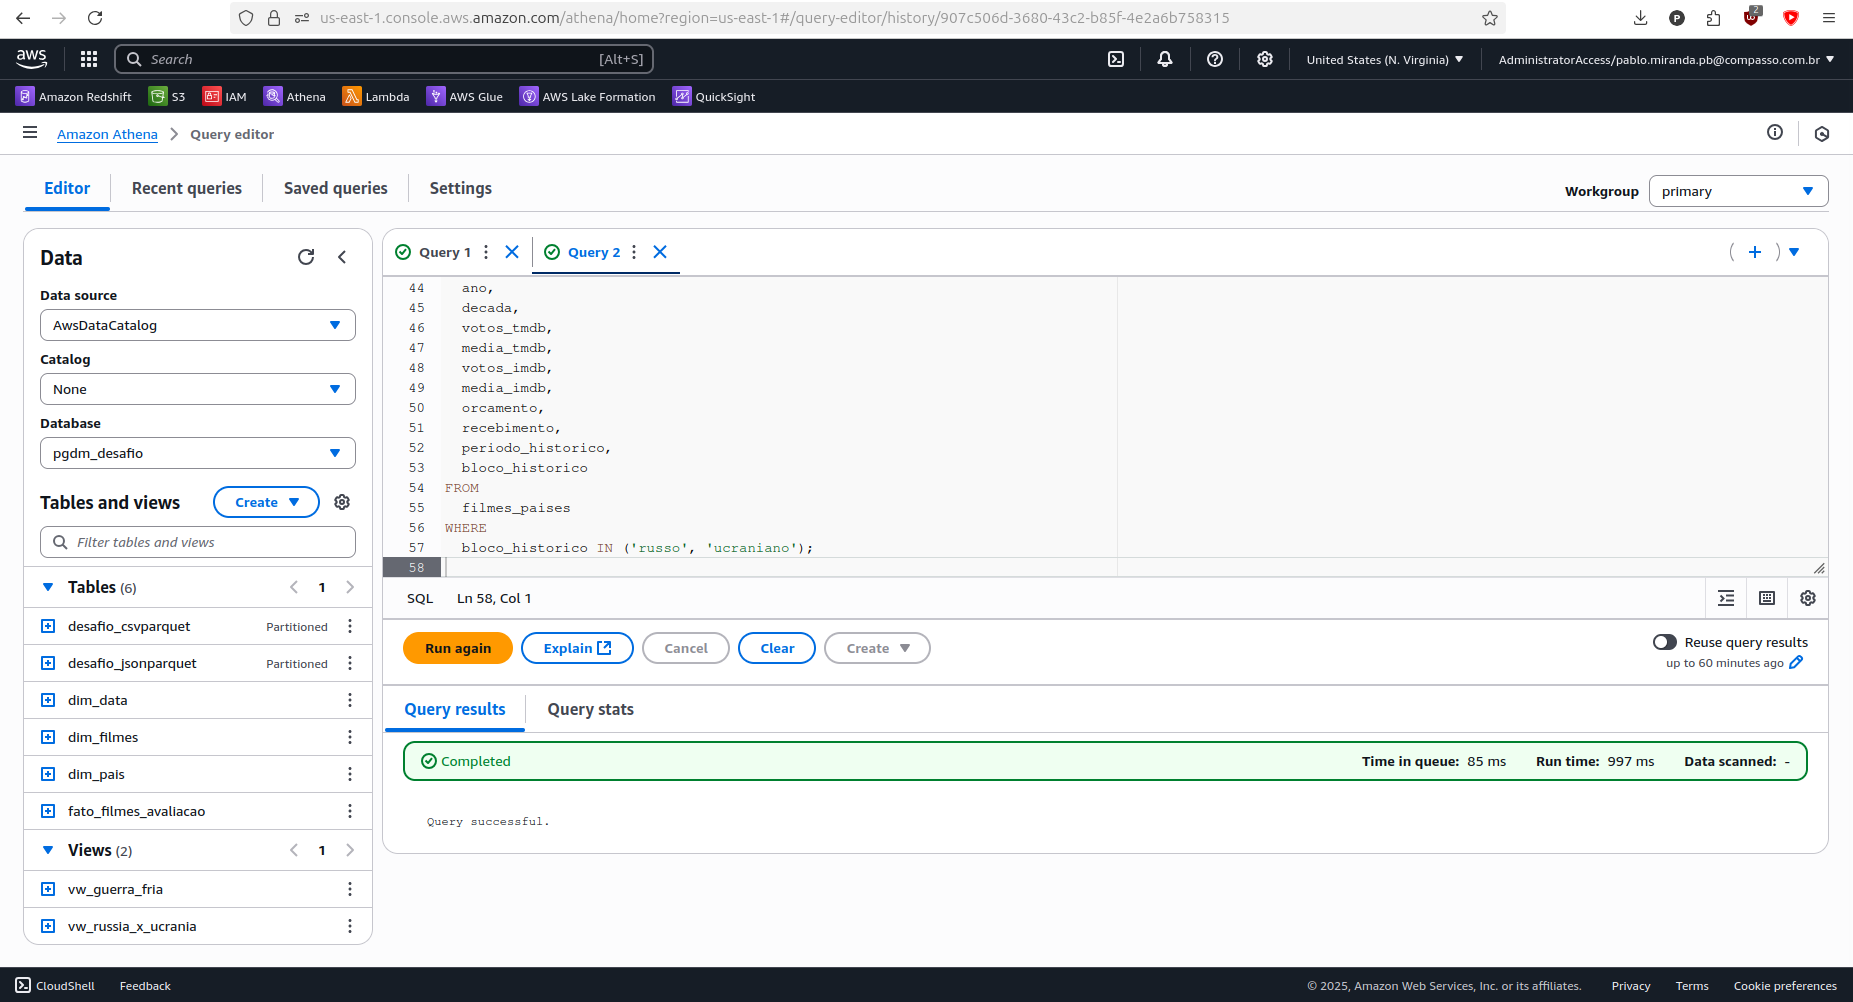 us-east-1.console.aws.amazon.com/athena/home?region=us-east-1#/query-editor/history/907c506d-3680-43c2-b85f-4e2a6b758315
P
2
aws
Search
[Alt+S]
United States (N. Virginia)
AdministratorAccess/pablo.miranda.pb@compasso.com.br
Amazon Redshift
S3
IAM
Athena
Lambda
AWS Glue
AWS Lake Formation
QuickSight
Amazon Athena
Query editor
Editor
Recent queries
Saved queries
Settings
Workgroup
primary
Data
Data source
AwsDataCatalog
Catalog
None
Database
pgdm_desafio
Tables and views
Create
Filter tables and views
Tables (6)
1
desafio_csvparquet
Partitioned
desafio_jsonparquet
Partitioned
dim_data
dim_filmes
dim_pais
fato_filmes_avaliacao
Views (2)
1
vw_guerra_fria
vw_russia_x_ucrania
Query 1
Query 2
44 ano,
45 decada,
46 votos_tmdb,
47 media_tmdb,
48 votos_imdb,
49 media_imdb,
50 orcamento,
51 recebimento,
52 periodo_historico,
53 bloco_historico
54 FROM
55 filmes_paises
56 WHERE
57 bloco_historico IN ('russo', 'ucraniano');
58
SQL
Ln 58, Col 1
Run again
Explain
Cancel
Clear
Create
Reuse query results
up to 60 minutes ago
Query results
Query stats
Completed
Time in queue: 85 ms
Run time: 997 ms
Data scanned: -
Query successful.
CloudShell
Feedback
© 2025, Amazon Web Services, Inc. or its affiliates.
Privacy
Terms
Cookie preferences